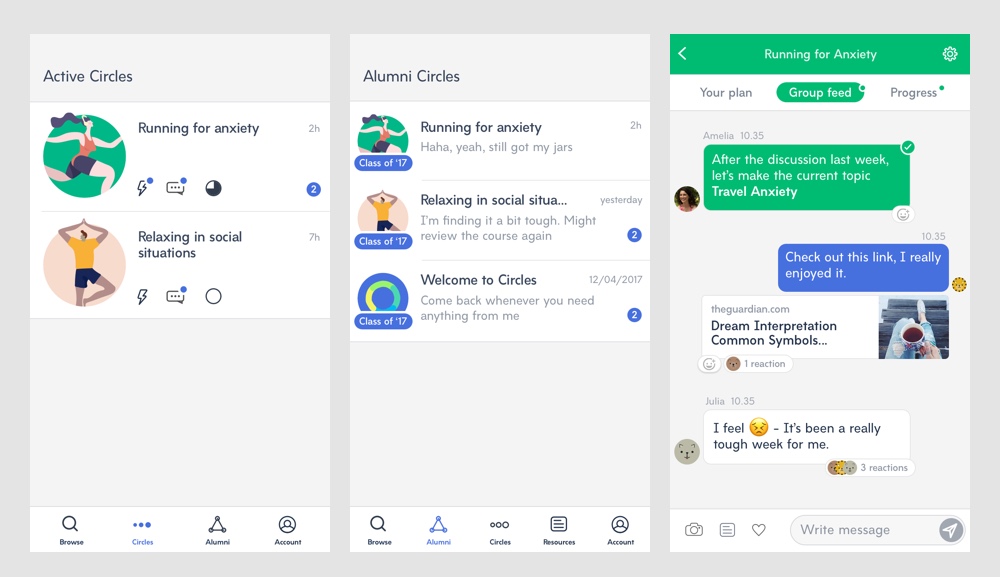 Active Circles
Running for anxiety
2h
2
Relaxing in social
situations
7h
Browse
Circles
Alumni
Account
Alumni Circles
Running for anxiety
2h
Haha, yeah, still got my jars
Class of '17
Relaxing in social situa...
yesterday
I'm finding it a bit tough. Might
review the course again
2
Class of '17
Welcome to Circles
12/04/2017
Come back whenever you need
anything from me
2
Class of '17
Browse
Alumni
Circles
Resources
Account
Running for Anxiety
Your plan
Group feed
Progress
Amelia 10.35
After the discussion last week,
let's make the current topic
Travel Anxiety
10.35
Check out this link, I really
enjoyed it.
theguardian.com
Dream Interpretation
Common Symbols...
1 reaction
Julia 10.35
I feel 😣 - It's been a really
tough week for me.
3 reactions
Write message